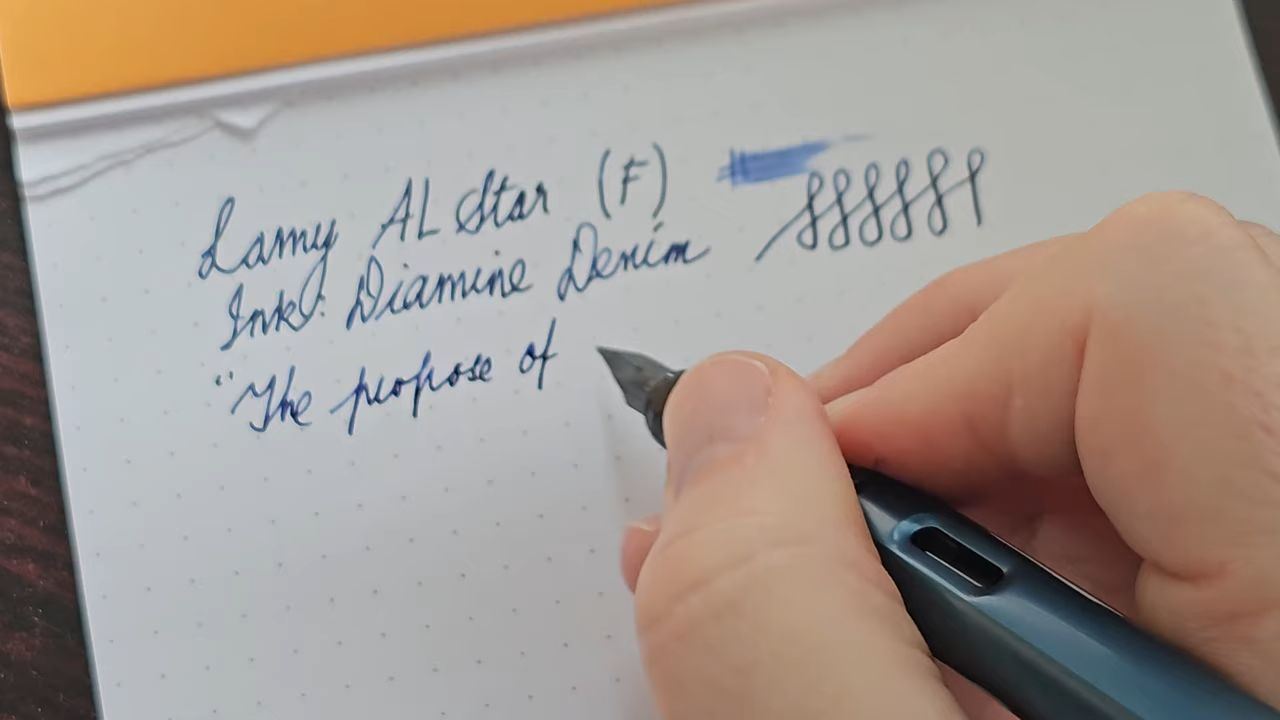 Lamy AL Star (F)
Ink: Diamine Denim
"The propose of